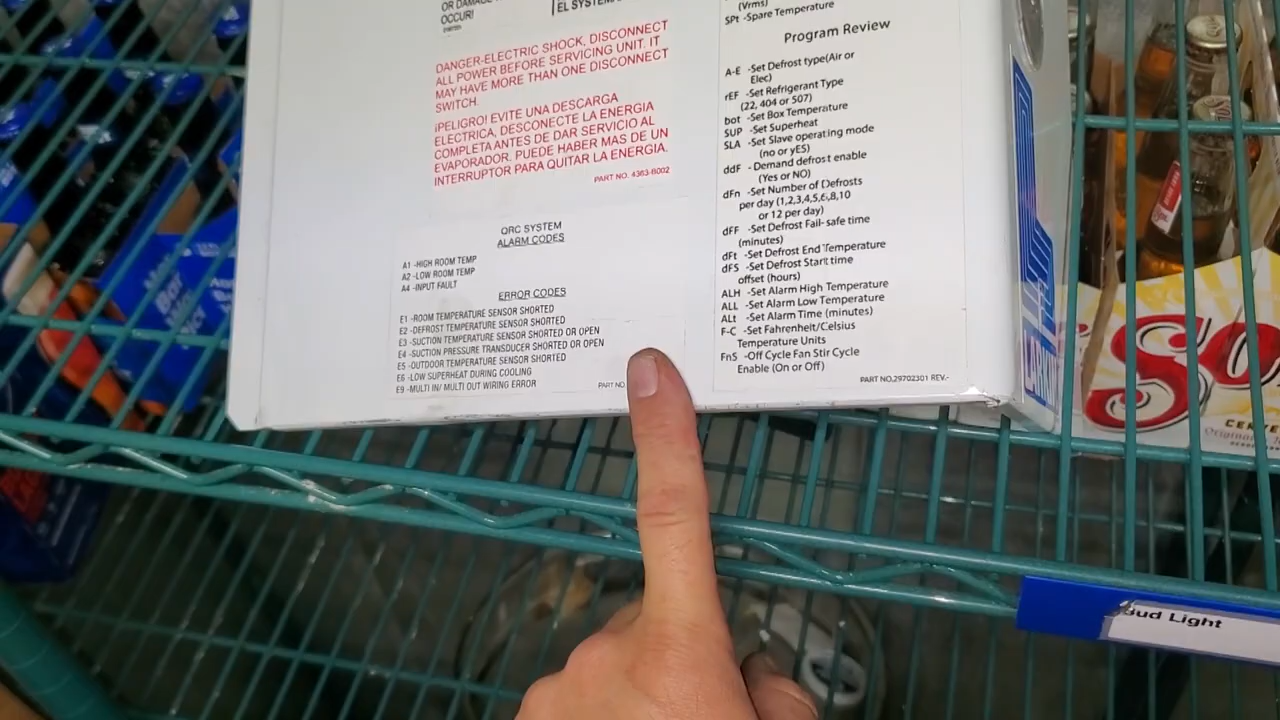 OR DAMAGE
OCCUR!
EL SYSTEM
DANGER-ELECTRIC SHOCK, DISCONNECT
ALL POWER BEFORE SERVICING UNIT. IT
MAY HAVE MORE THAN ONE DISCONNECT
SWITCH.
¡PELIGRO! EVITE UNA DESCARGA
ELECTRICA, DESCONECTE LA ENERGIA
COMPLETA ANTES DE DAR SERVICIO AL
EVAPORADOR. PUEDE HABER MAS DE UN
INTERRUPTOR PARA QUITAR LA ENERGIA.
PART NO. 4363-B002
QRC SYSTEM
ALARM CODES
A1 -HIGH ROOM TEMP
A2 -LOW ROOM TEMP
A4 -INPUT FAULT
ERROR CODES
E1 -ROOM TEMPERATURE SENSOR SHORTED
E2 -DEFROST TEMPERATURE SENSOR SHORTED
E3 -SUCTION TEMPERATURE SENSOR SHORTED OR OPEN
E4 -SUCTION PRESSURE TRANSDUCER SHORTED OR OPEN
E5 -OUTDOOR TEMPERATURE SENSOR SHORTED
E6 -LOW SUPERHEAT DURING COOLING
E9 -MULTI IN/ MULTI OUT WIRING ERROR
PART NO.
(Vrms)
SPt -Spare Temperature
Program Review
A-E -Set Defrost type(Air or
Elec)
rEF -Set Refrigerant Type
(22, 404 or 507)
bot -Set Box Temperature
SUP -Set Superheat
SLA -Set Slave operating mode
(no or yES)
ddF - Demand defrost enable
(Yes or NO)
dFn -Set Number of Defrosts
per day (1,2,3,4,5,6,8,10
or 12 per day)
dFF -Set Defrost Fail- safe time
(minutes)
dFt -Set Defrost End Temperature
dFS -Set Defrost Start time
offset (hours)
ALH -Set Alarm High Temperature
ALL -Set Alarm Low Temperature
ALt -Set Alarm Time (minutes)
F-C -Set Fahrenheit/Celsius
Temperature Units
FnS -Off Cycle Fan Stir Cycle
Enable (On or Off)
PART NO.29702301 REV.-
LARKIN
SO
CERVE
Original
Bud Light